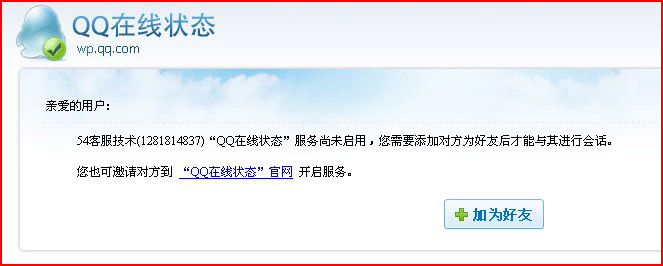 QQ在线状态
wp.qq.com
亲爱的用户：
54客服技术(1281814837)“QQ在线状态”服务尚未启用，您需要添加对方为好友后才能与其进行会话。
您也可邀请对方到 “QQ在线状态”官网 开启服务。
加为好友